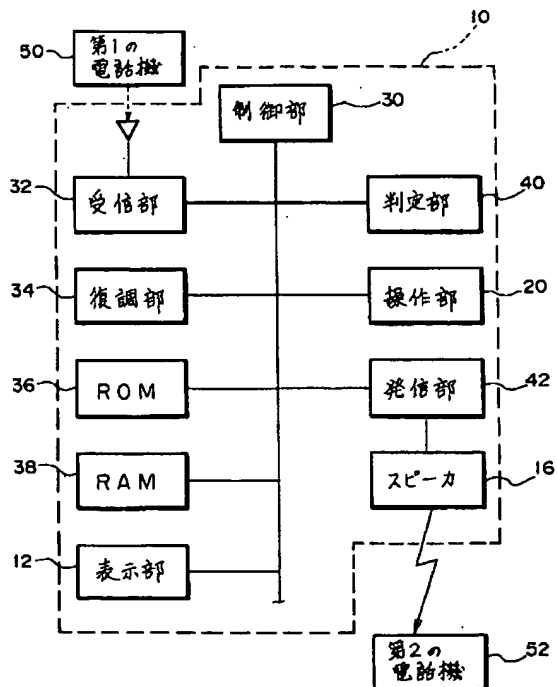 10
50
第1の
電話機
制御部
30
32
受信部
判定部
40
34
復調部
操作部
20
36
ROM
発信部
42
38
RAM
スピーカ
16
12
表示部
第2の
電話機
52